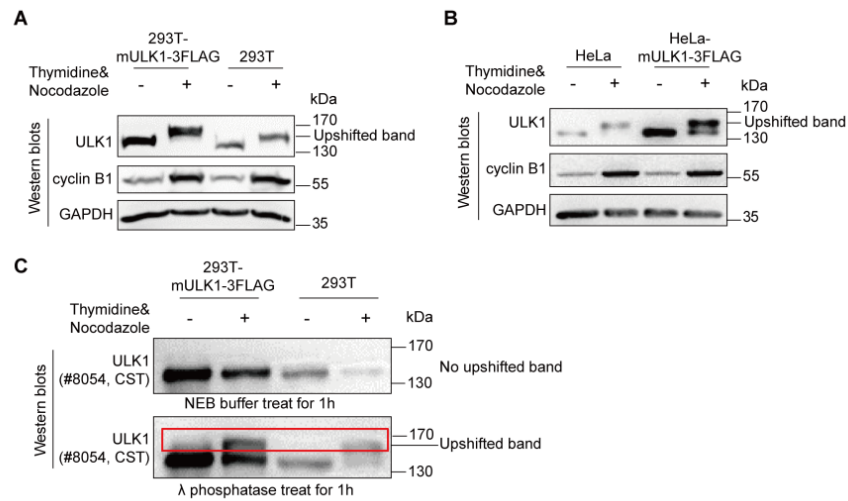 A
293T-
mULK1-3FLAG
293T
Thymidine&
Nocodazole
- + - +
kDa
Western blots
ULK1
170
Upshifted band
130
cyclin B1
55
GAPDH
35
B
HeLa
HeLa-
mULK1-3FLAG
Thymidine&
Nocodazole
- + - +
kDa
Western blots
ULK1
170
Upshifted band
130
cyclin B1
55
GAPDH
35
C
293T-
mULK1-3FLAG
293T
Thymidine&
Nocodazole
- + - +
kDa
Western blots
ULK1
(#8054, CST)
170
No upshifted band
130
NEB buffer treat for 1h
ULK1
(#8054, CST)
170
Upshifted band
130
λ phosphatase treat for 1h